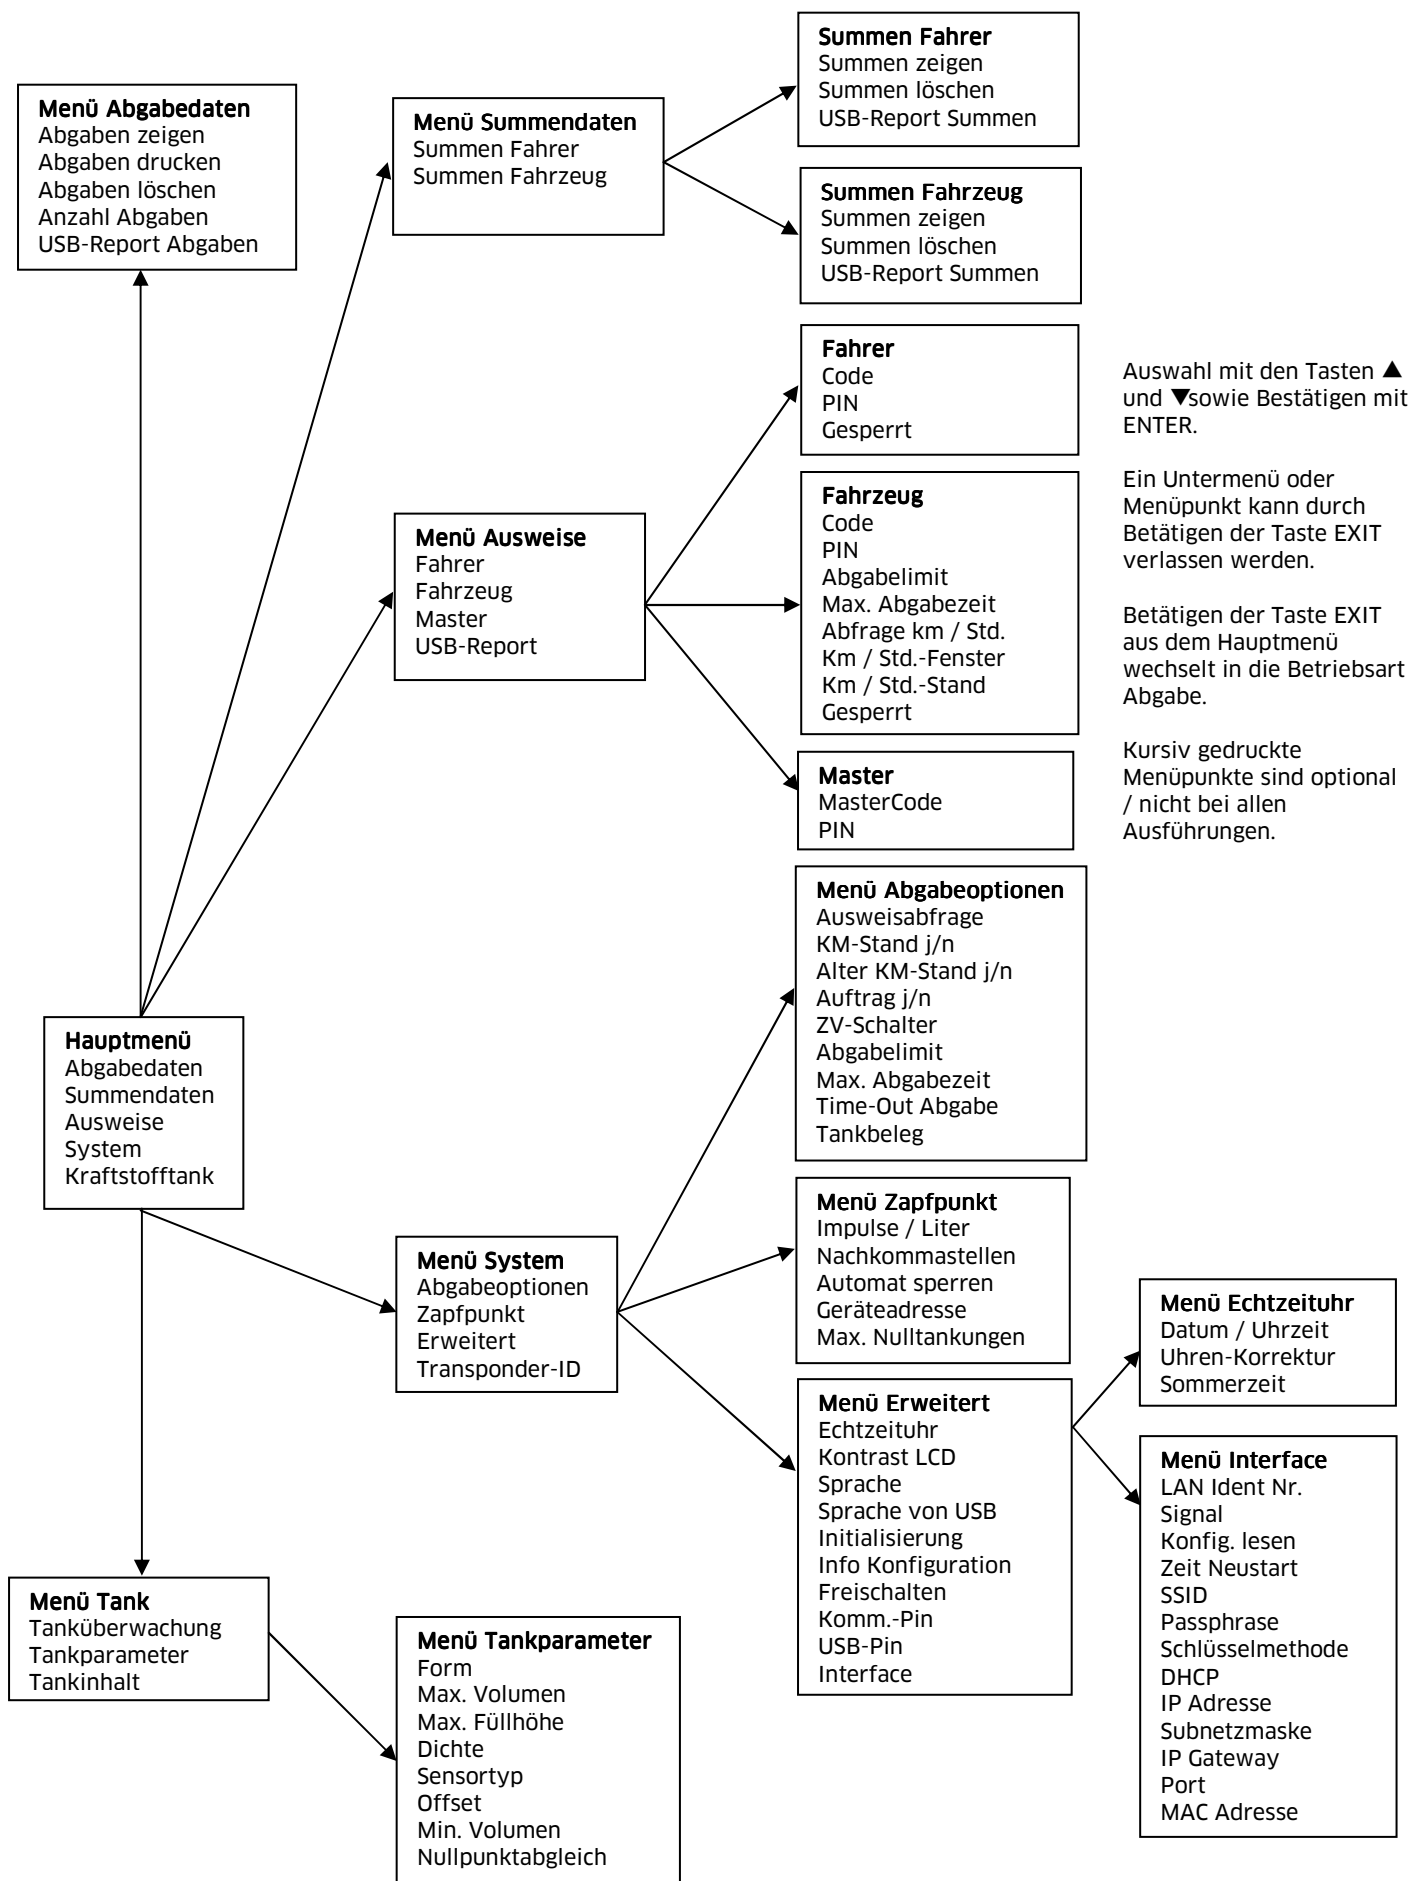 Summen Fahrer
Summen zeigen
Summen löschen
USB-Report Summen
Menü Abgabedaten
Abgaben zeigen
Abgaben drucken
Abgaben löschen
Anzahl Abgaben
USB-Report Abgaben
Menü Summendaten
Summen Fahrer
Summen Fahrzeug
Summen Fahrzeug
Summen zeigen
Summen löschen
USB-Report Summen
Fahrer
Code
PIN
Gesperrt
Auswahl mit den Tasten ▲
und ▼sowie Bestätigen mit
ENTER.
Ein Untermenü oder
Menüpunkt kann durch
Betätigen der Taste EXIT
verlassen werden.
Betätigen der Taste EXIT
aus dem Hauptmenü
wechselt in die Betriebsart
Abgabe.
Kursiv gedruckte
Menüpunkte sind optional
/ nicht bei allen
Ausführungen.
Menü Ausweise
Fahrer
Fahrzeug
Master
USB-Report
Fahrzeug
Code
PIN
Abgabelimit
Max. Abgabezeit
Abfrage km / Std.
Km / Std.-Fenster
Km / Std.-Stand
Gesperrt
Master
MasterCode
PIN
Menü Abgabeoptionen
Ausweisabfrage
KM-Stand j/n
Alter KM-Stand j/n
Auftrag j/n
ZV-Schalter
Abgabelimit
Max. Abgabezeit
Time-Out Abgabe
Tankbeleg
Hauptmenü
Abgabedaten
Summendaten
Ausweise
System
Kraftstofftank
Menü System
Abgabeoptionen
Zapfpunkt
Erweitert
Transponder-ID
Menü Zapfpunkt
Impulse / Liter
Nachkommastellen
Automat sperren
Geräteadresse
Max. Nulltankungen
Menü Erweitert
Echtzeituhr
Kontrast LCD
Sprache
Sprache von USB
Initialisierung
Info Konfiguration
Freischalten
Komm.-Pin
USB-Pin
Interface
Menü Echtzeituhr
Datum / Uhrzeit
Uhren-Korrektur
Sommerzeit
Menü Interface
LAN Ident Nr.
Signal
Konfig. lesen
Zeit Neustart
SSID
Passphrase
Schlüsselmethode
DHCP
IP Adresse
Subnetzmaske
IP Gateway
Port
MAC Adresse
Menü Tank
Tanküberwachung
Tankparameter
Tankinhalt
Menü Tankparameter
Form
Max. Volumen
Max. Füllhöhe
Dichte
Sensortyp
Offset
Min. Volumen
Nullpunktabgleich